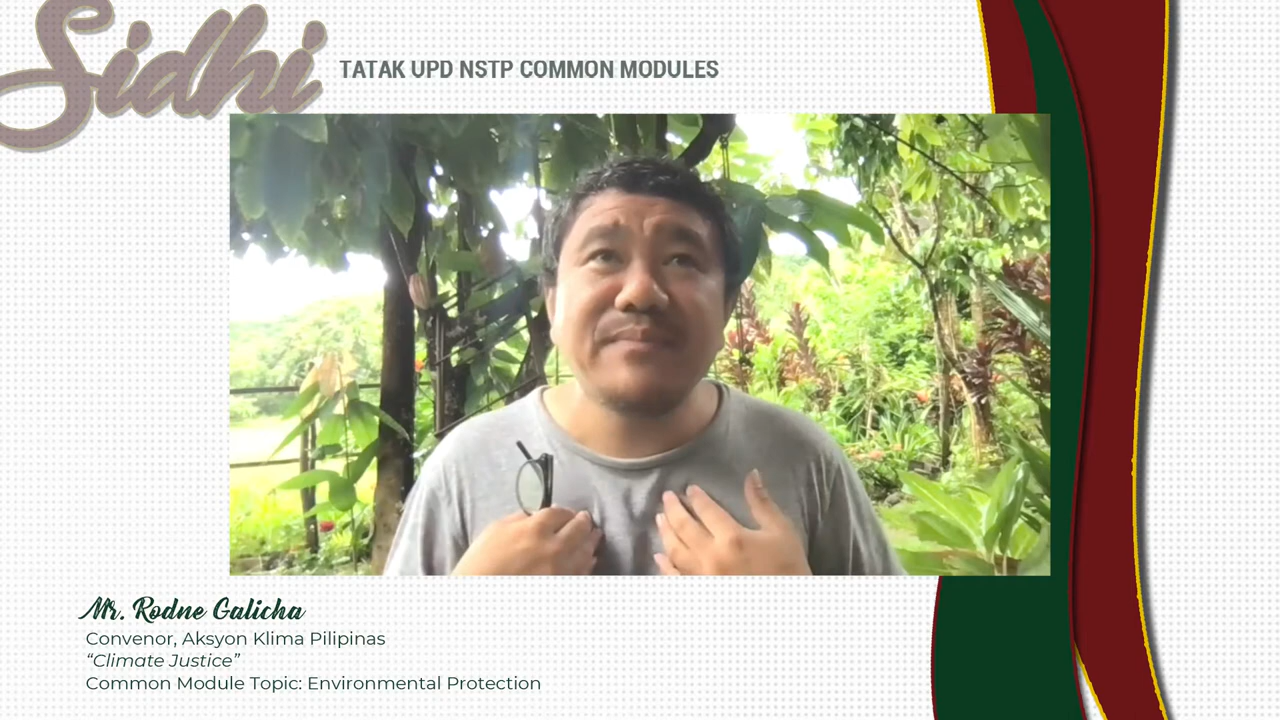 Sidhi
TATAK UPD NSTP COMMON MODULES
Mr. Rodne Galicha
Convenor, Aksyon Klima Pilipinas
“Climate Justice”
Common Module Topic: Environmental Protection